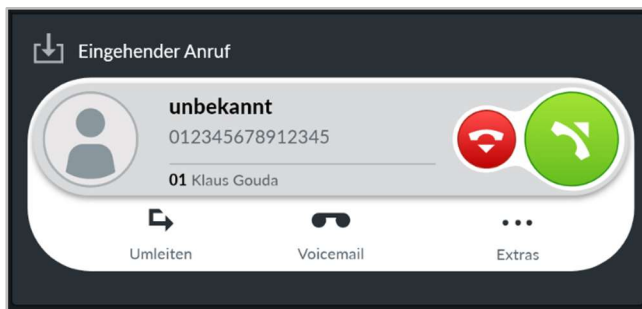 Eingehender Anruf
unbekannt
012345678912345
01 Klaus Gouda
Umleiten Voicemail Extras